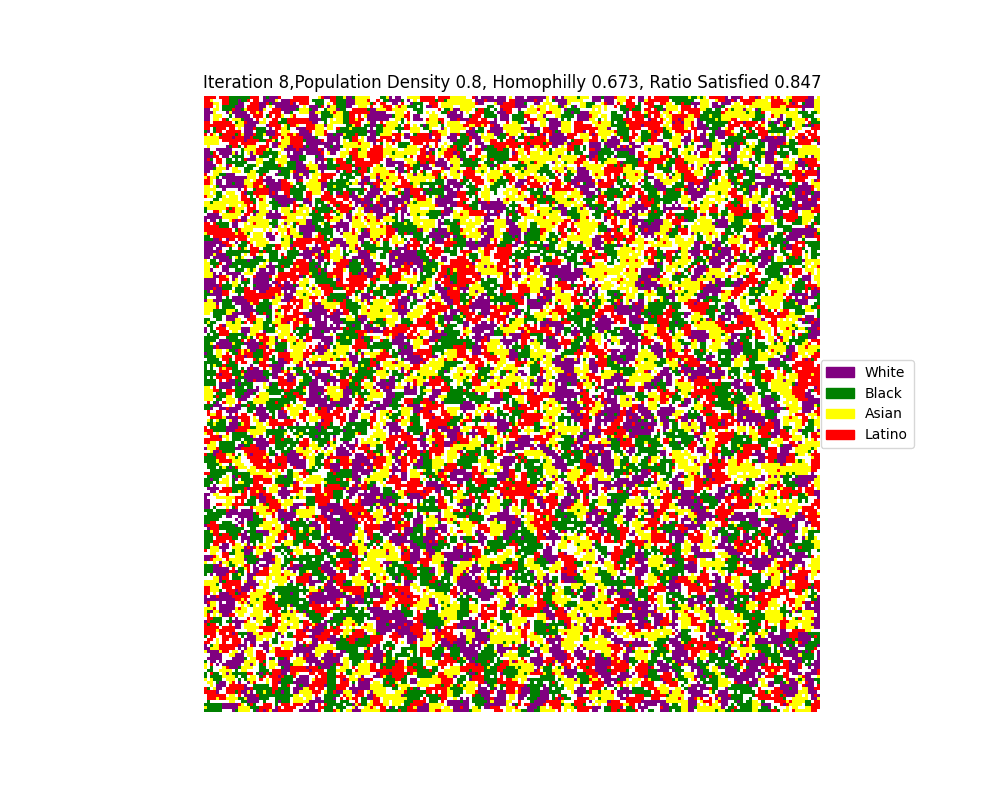 Iteration 8,Population Density 0.8, Homophilly 0.673, Ratio Satisfied 0.847
White
Black
Asian
Latino